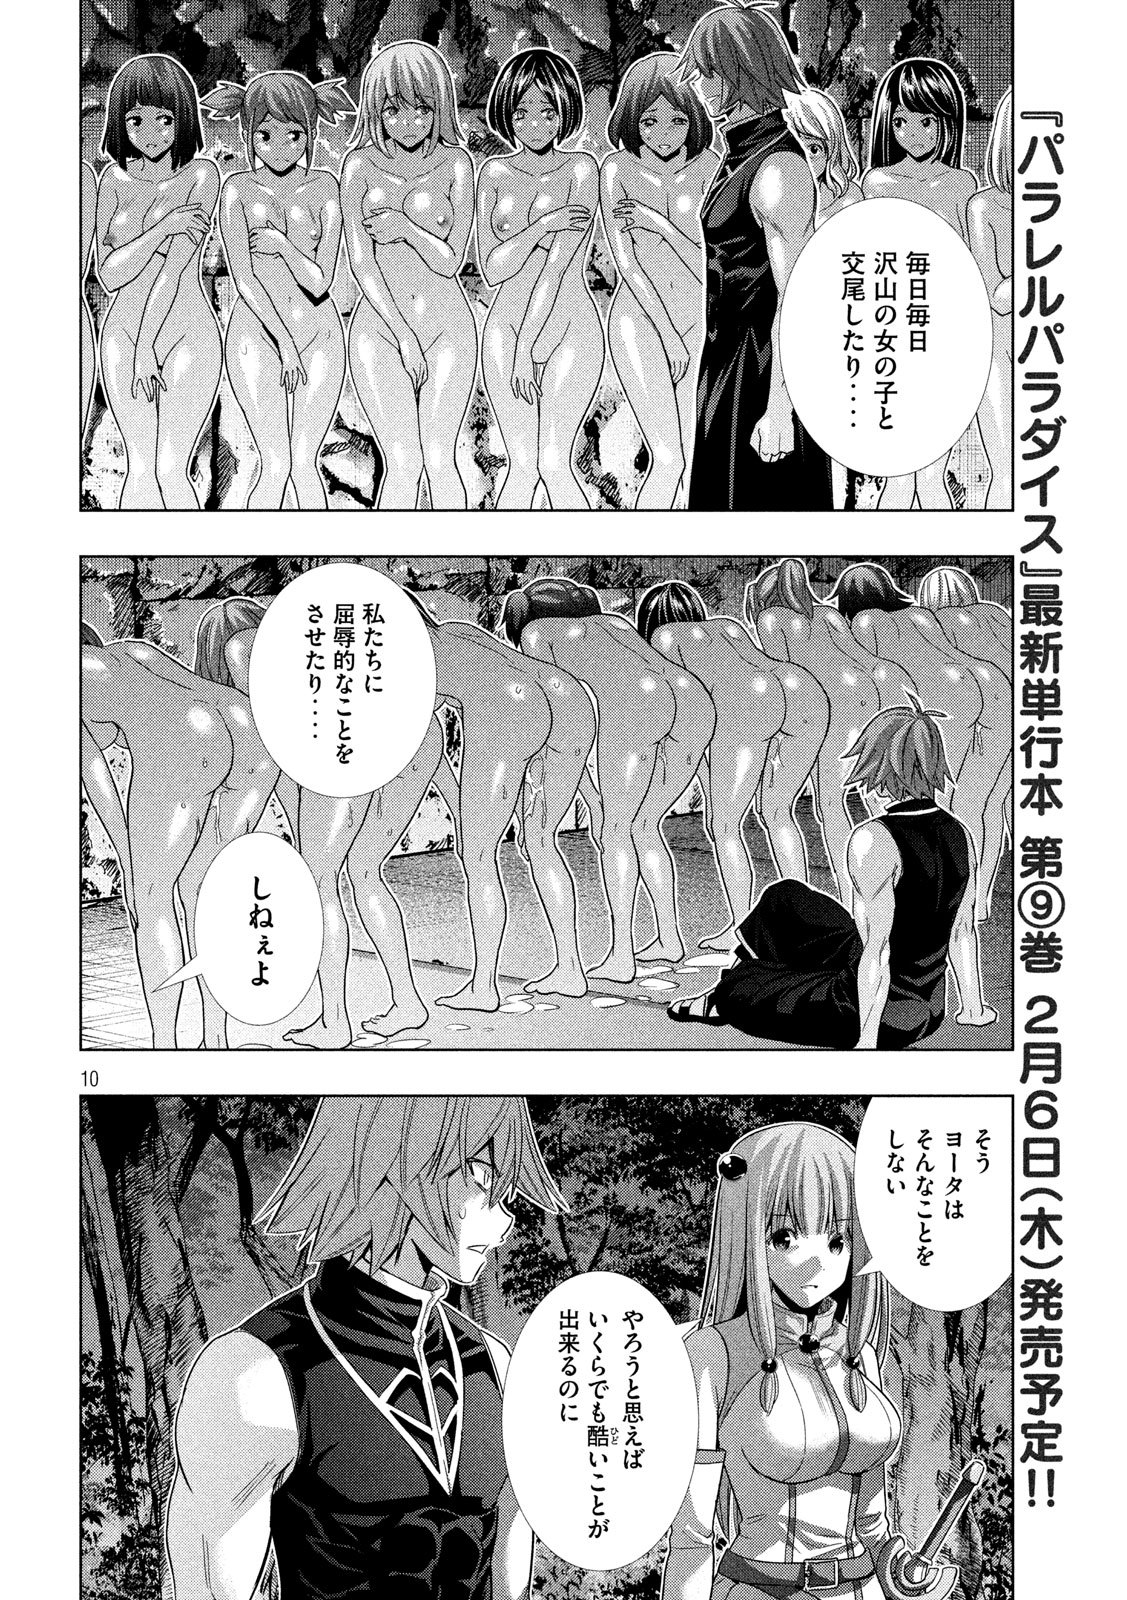 毎日毎日
沢山の女の子と
交尾したり‥‥
私たちに
屈辱的なことを
させたり‥‥
しねぇよ
そう
ヨータは
そんなことを
しない
やろうと思えば
いくらでも酷いことが
ひど
出来るのに
10
『パラレルパラダイス』最新単行本 第⑨巻 2月6日(木)発売予定!!